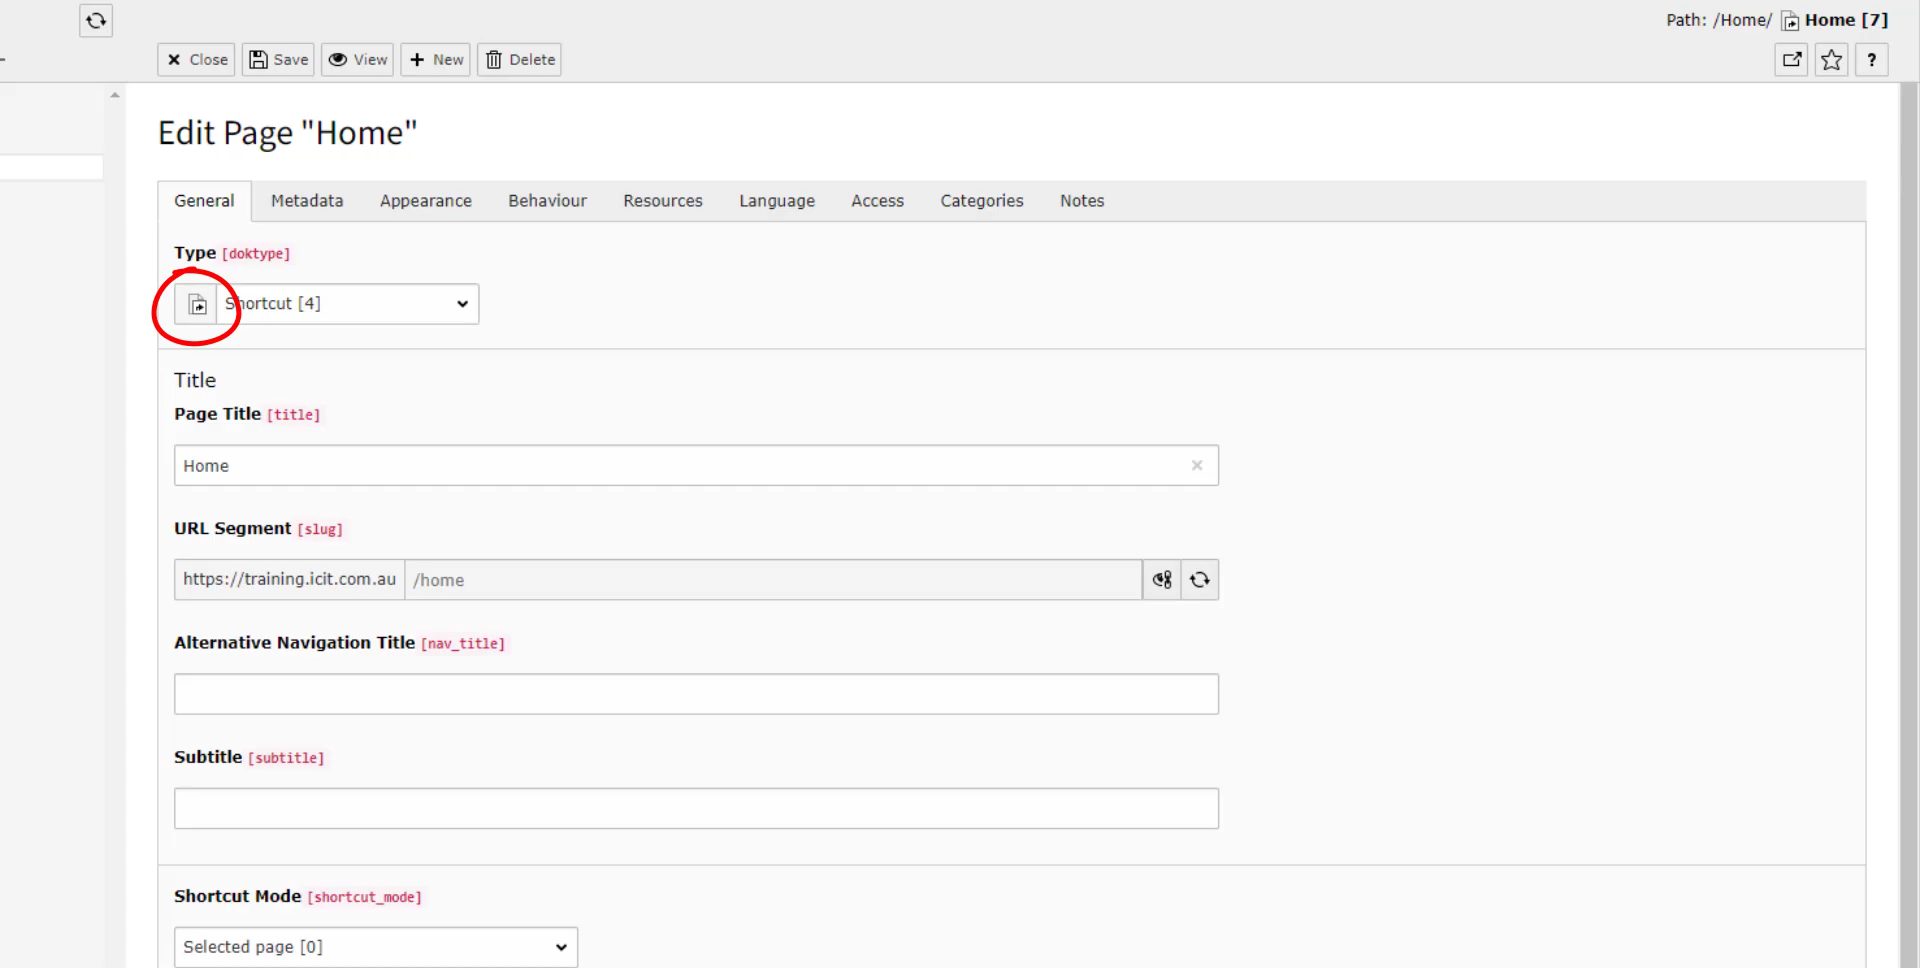 Path: /Home/ Home [7]
Close Save View New Delete ?
Edit Page "Home"
General Metadata Appearance Behaviour Resources Language Access Categories Notes
Type [doktype]
Shortcut [4]
Title
Page Title [title]
Home
URL Segment [slug]
https://training.icit.com.au /home
Alternative Navigation Title [nav_title]
Subtitle [subtitle]
Shortcut Mode [shortcut_mode]
Selected page [0]